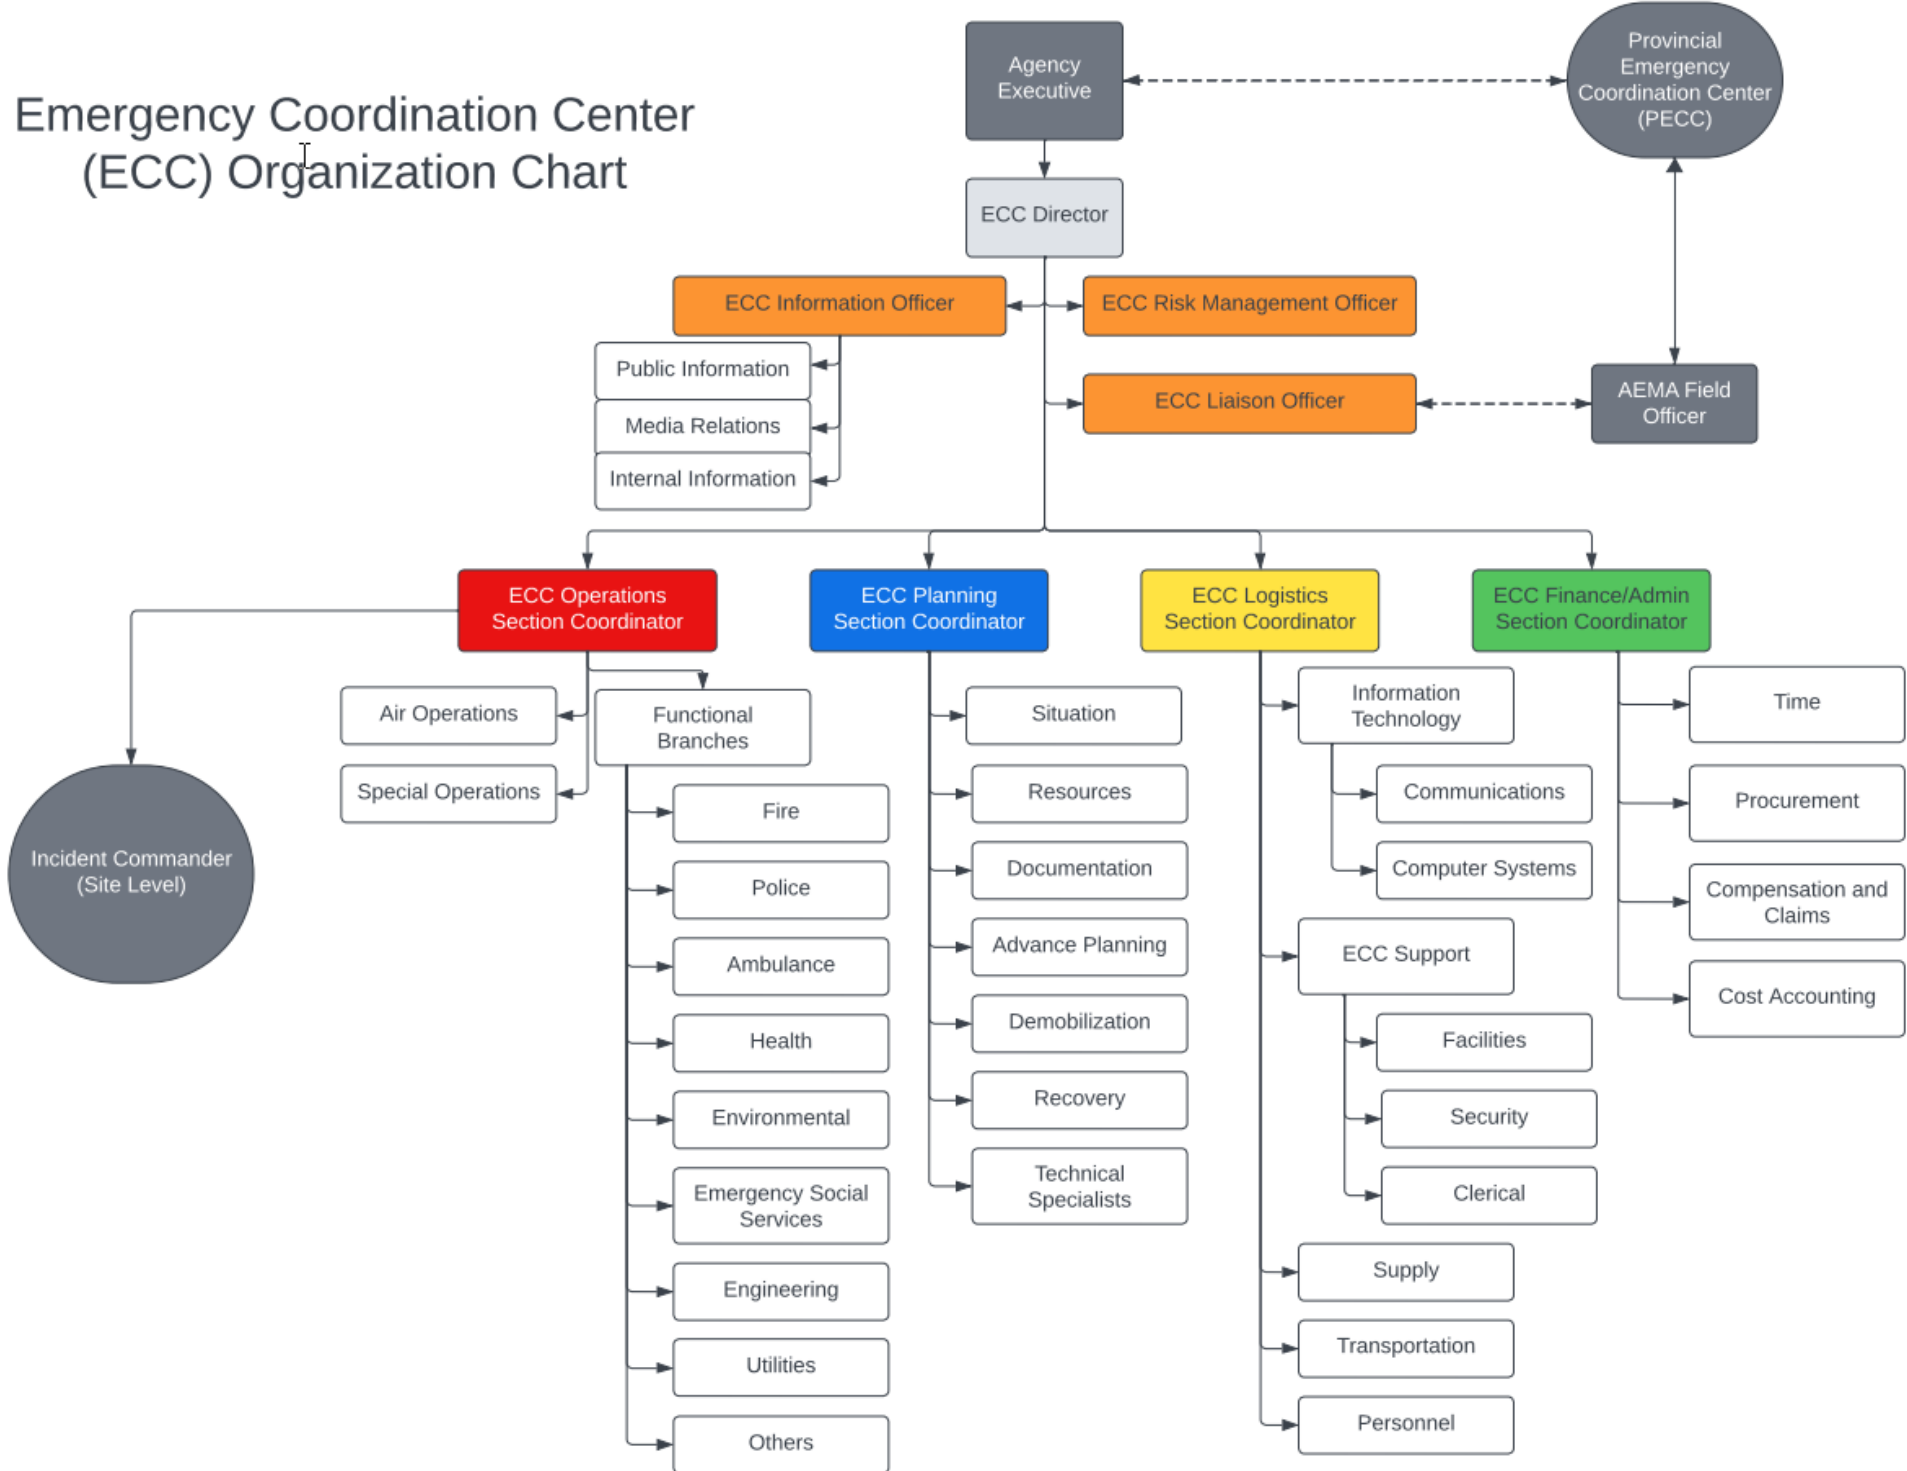 Emergency Coordination Center
(ECC) Organization Chart
Agency
Executive
Provincial
Emergency
Coordination Center
(PECC)
ECC Director
ECC Information Officer
ECC Risk Management Officer
Public Information
Media Relations
Internal Information
ECC Liaison Officer
AEMA Field
Officer
ECC Operations
Section Coordinator
ECC Planning
Section Coordinator
ECC Logistics
Section Coordinator
ECC Finance/Admin
Section Coordinator
Incident Commander
(Site Level)
Air Operations
Special Operations
Functional
Branches
Fire
Police
Ambulance
Health
Environmental
Emergency Social
Services
Engineering
Utilities
Others
Situation
Resources
Documentation
Advance Planning
Demobilization
Recovery
Technical
Specialists
Information
Technology
Communications
Computer Systems
ECC Support
Facilities
Security
Clerical
Supply
Transportation
Personnel
Time
Procurement
Compensation and
Claims
Cost Accounting